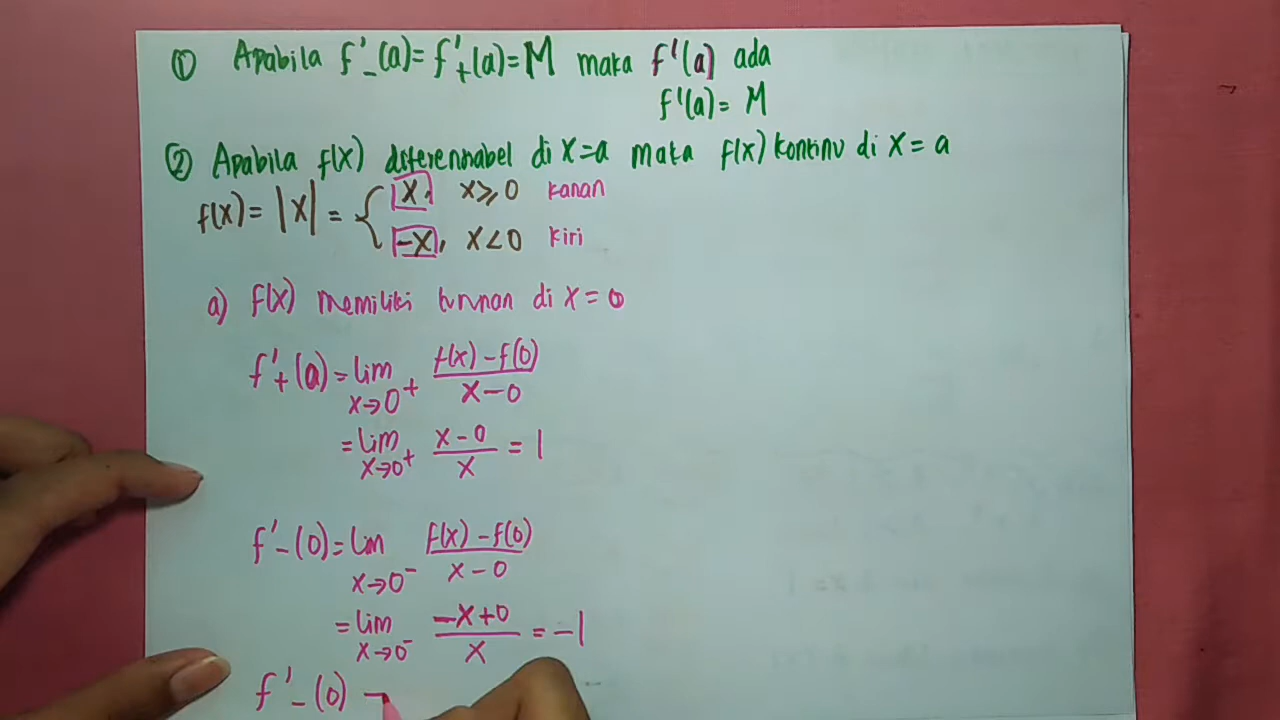 ① Apabila f'₋(a) = f'₊(a) = M maka f'(a) ada
f'(a) = M
② Apabila f(x) diferennabel di x=a maka f(x) kontinu di x = a
f(x) = |x| = { x, x ≥ 0 kanan
-x, x < 0 kiri
a) f(x) memiliki turunan di x = 0
f'₊(a) = lim x→0⁺ (f(x) - f(0))/(x - 0)
= lim x→0⁺ (x - 0)/x = 1
f'₋(0) = lim x→0⁻ (f(x) - f(0))/(x - 0)
= lim x→0⁻ (-x + 0)/x = -1
f'₋(0)